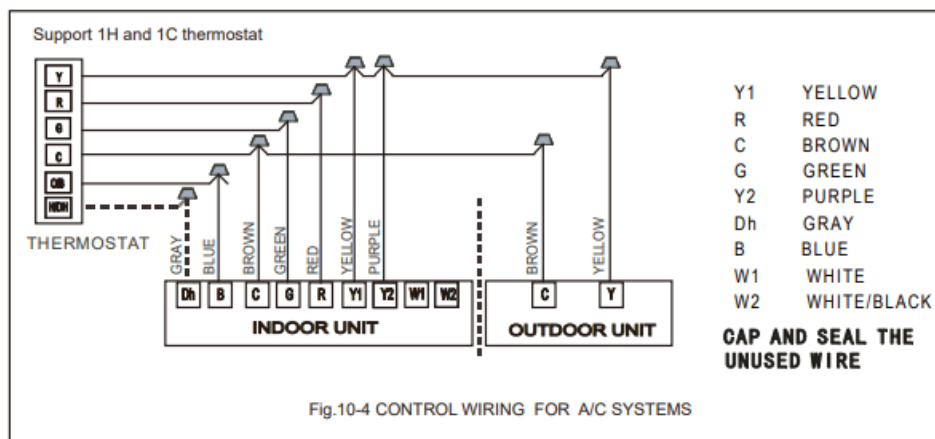 Support 1H and 1C thermostat
Y
R
G
C
O/B
THERMOSTAT
GRAY
BLUE
BROWN
GREEN
RED
YELLOW
PURPLE
BROWN
YELLOW
Dh B C G R Y1 Y2 W1 W2
INDOOR UNIT
C Y
OUTDOOR UNIT
Y1 YELLOW
R RED
C BROWN
G GREEN
Y2 PURPLE
Dh GRAY
B BLUE
W1 WHITE
W2 WHITE/BLACK
CAP AND SEAL THE
UNUSED WIRE
Fig.10-4 CONTROL WIRING FOR A/C SYSTEMS